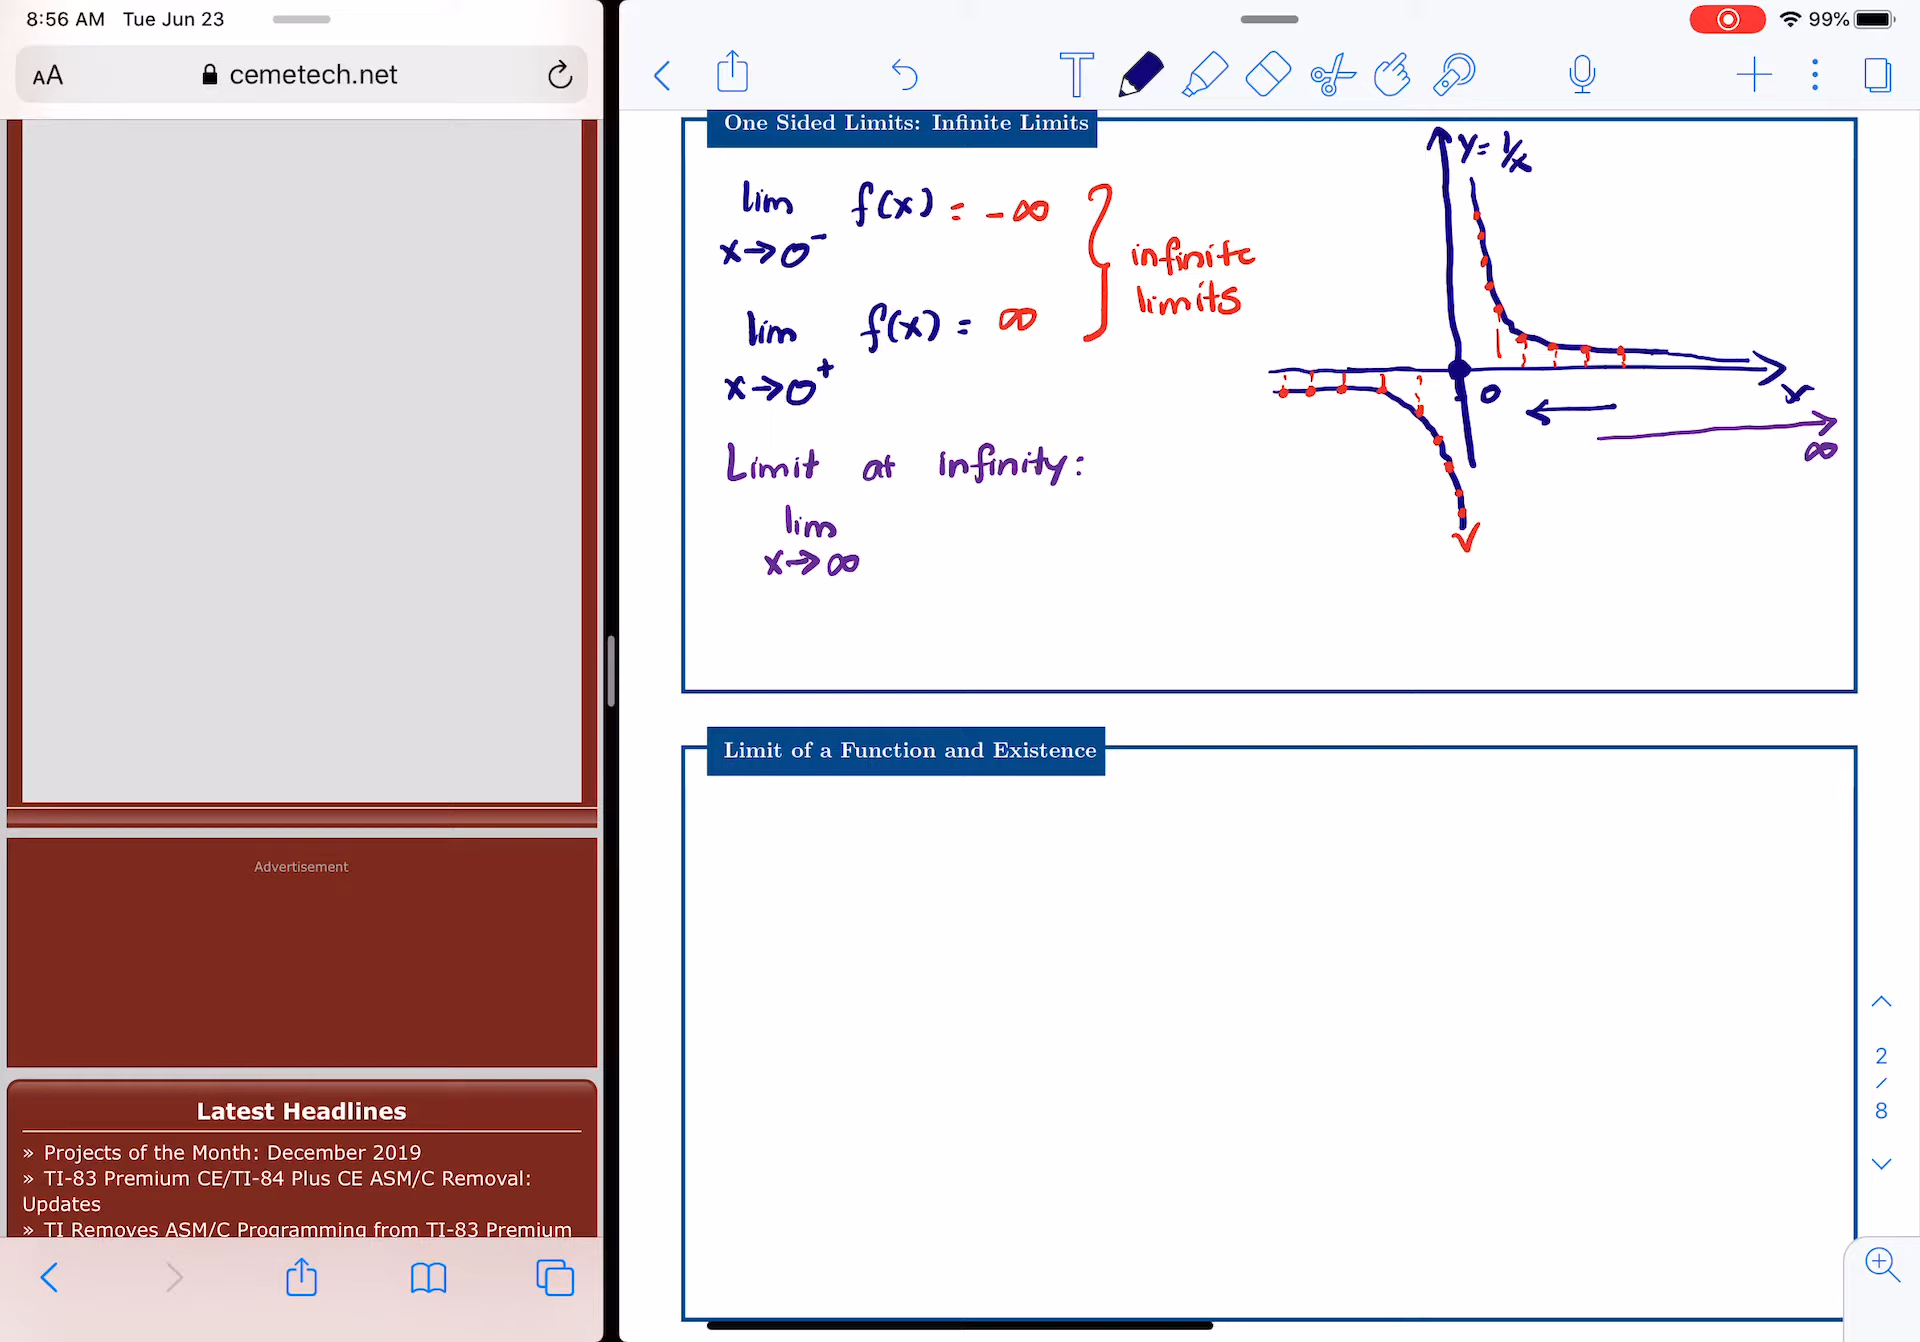 8:56 AM Tue Jun 23
99%
AA cemetech.net
Advertisement
Latest Headlines
» Projects of the Month: December 2019
» TI-83 Premium CE/TI-84 Plus CE ASM/C Removal:
Updates
» TI Removes ASM/C Programming from TI-83 Premium
One Sided Limits: Infinite Limits
lim f(x) = -∞
x→0⁻
lim f(x) = ∞
x→0⁺
infinite
limits
Limit at infinity:
lim
x→∞
y = 1/x
0
x
∞
Limit of a Function and Existence
2
/
8